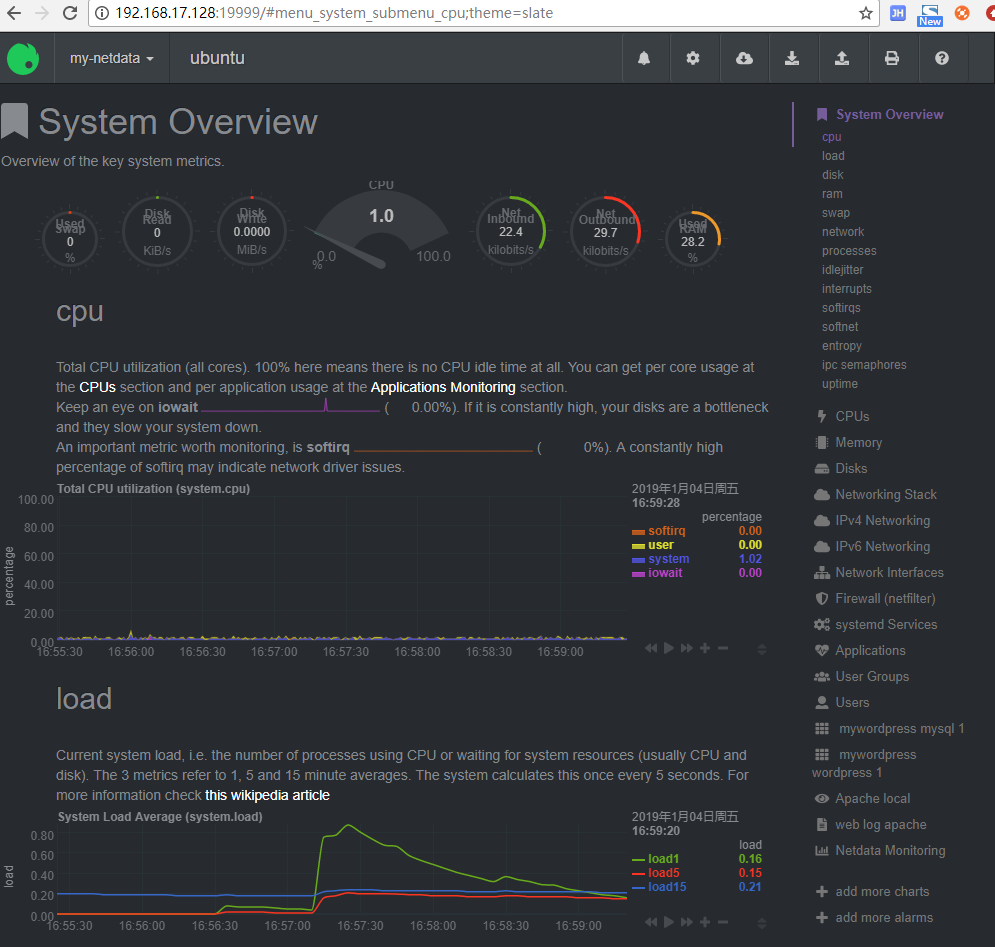 192.168.17.128:19999/#menu_system_submenu_cpu;theme=slate
JH
New
my-netdata
ubuntu
System Overview
Overview of the key system metrics.
Used
Swap
0
%
Disk
Read
0
KiB/s
Disk
Write
0.0000
MiB/s
CPU
1.0
0.0
100.0
%
Net
Inbound
22.4
kilobits/s
Net
Outbound
29.7
kilobits/s
Used
RAM
28.2
%
cpu
Total CPU utilization (all cores). 100% here means there is no CPU idle time at all. You can get per core usage at
the CPUs section and per application usage at the Applications Monitoring section.
Keep an eye on iowait ( 0.00%). If it is constantly high, your disks are a bottleneck
and they slow your system down.
An important metric worth monitoring, is softirq ( 0%). A constantly high
percentage of softirq may indicate network driver issues.
Total CPU utilization (system.cpu)
2019年1月04日周五
16:59:28
percentage
softirq 0.00
user 0.00
system 1.02
iowait 0.00
percentage
100.00
80.00
60.00
40.00
20.00
0.00
16:55:30 16:56:00 16:56:30 16:57:00 16:57:30 16:58:00 16:58:30 16:59:00
load
Current system load, i.e. the number of processes using CPU or waiting for system resources (usually CPU and
disk). The 3 metrics refer to 1, 5 and 15 minute averages. The system calculates this once every 5 seconds. For
more information check this wikipedia article
System Load Average (system.load)
2019年1月04日周五
16:59:20
load
load1 0.16
load5 0.15
load15 0.21
load
0.80
0.60
0.40
0.20
0.00
16:55:30 16:56:00 16:56:30 16:57:00 16:57:30 16:58:00 16:58:30 16:59:00
System Overview
cpu
load
disk
ram
swap
network
processes
idlejitter
interrupts
softirqs
softnet
entropy
ipc semaphores
uptime
CPUs
Memory
Disks
Networking Stack
IPv4 Networking
IPv6 Networking
Network Interfaces
Firewall (netfilter)
systemd Services
Applications
User Groups
Users
mywordpress mysql 1
mywordpress
wordpress 1
Apache local
web log apache
Netdata Monitoring
add more charts
add more alarms